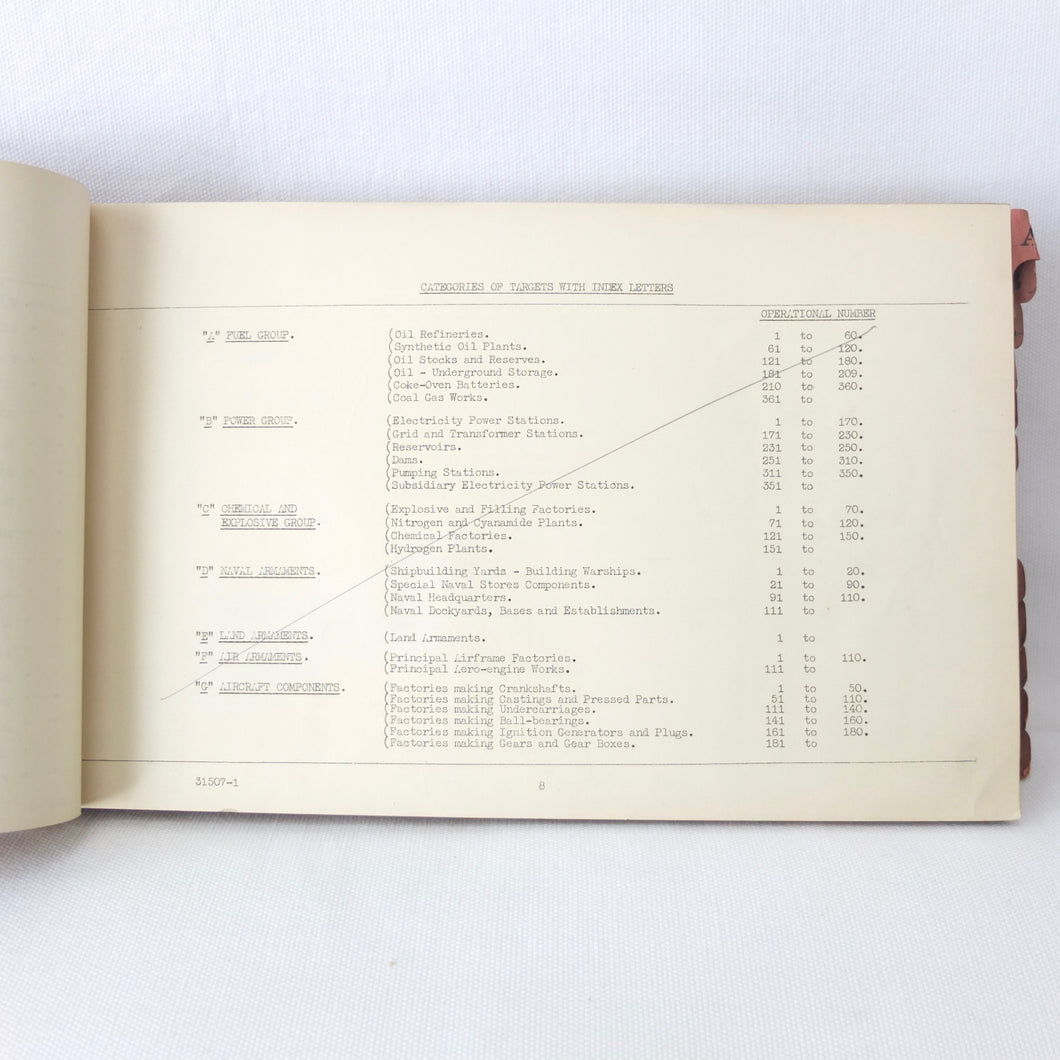 CATEGORIES OF TARGETS WITH INDEX LETTERS
OPERATIONAL NUMBER
"A" FUEL GROUP. (Oil Refineries. 1 to 60.
(Synthetic Oil Plants. 61 to 120.
(Oil Stocks and Reserves. 121 to 180.
(Oil - Underground Storage. 181 to 209.
(Coke-Oven Batteries. 210 to 360.
(Coal Gas Works. 361 to
"B" POWER GROUP. (Electricity Power Stations. 1 to 170.
(Grid and Transformer Stations. 171 to 230.
(Reservoirs. 231 to 250.
(Dams. 251 to 310.
(Pumping Stations. 311 to 350.
(Subsidiary Electricity Power Stations. 351 to
"C" CHEMICAL AND (Explosive and Filling Factories. 1 to 70.
EXPLOSIVE GROUP. (Nitrogen and Cyanamide Plants. 71 to 120.
(Chemical Factories. 121 to 150.
(Hydrogen Plants. 151 to
"D" NAVAL ARMAMENTS. (Shipbuilding Yards - Building Warships. 1 to 20.
(Special Naval Stores Components. 21 to 90.
(Naval Headquarters. 91 to 110.
(Naval Dockyards, Bases and Establishments. 111 to
"E" LAND ARMAMENTS. (Land Armaments. 1 to
"F" AIR ARMAMENTS. (Principal Airframe Factories. 1 to 110.
(Principal Aero-engine Works. 111 to
"G" AIRCRAFT COMPONENTS. (Factories making Crankshafts. 1 to 50.
(Factories making Castings and Pressed Parts. 51 to 110.
(Factories making Undercarriages. 111 to 140.
(Factories making Ball-bearings. 141 to 160.
(Factories making Ignition Generators and Plugs. 161 to 180.
(Factories making Gears and Gear Boxes. 181 to
31507-1 8
A